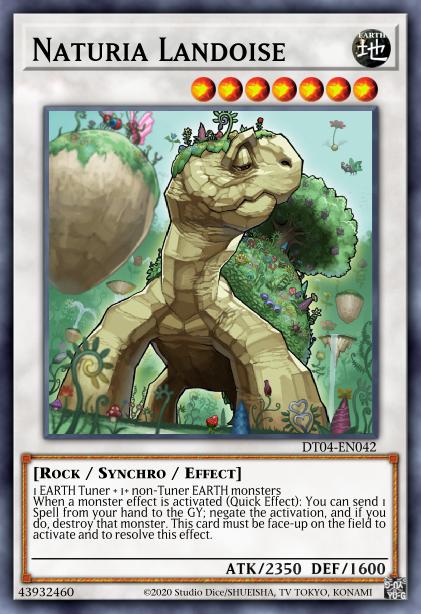 NATURIA LANDOISE
EARTH
地
DT04-EN042
[ROCK / SYNCHRO / EFFECT]
1 EARTH Tuner + 1+ non-Tuner EARTH monsters
When a monster effect is activated (Quick Effect): You can send 1
Spell from your hand to the GY; negate the activation, and if you
do, destroy that monster. This card must be face-up on the field to
activate and to resolve this effect.
ATK/2350 DEF/1600
43932460
©2020 Studio Dice/SHUEISHA, TV TOKYO, KONAMI